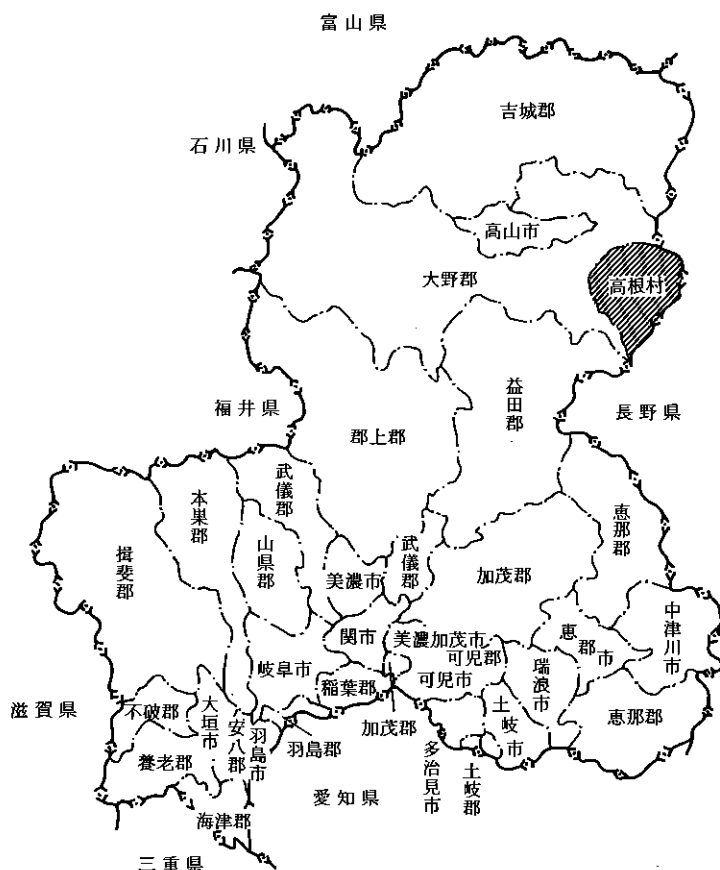 富山県
吉城郡
石川県
高山市
大野郡
高根村
益田郡
福井県
長野県
郡上郡
武儀郡
本巣郡
恵那郡
山県郡
武儀郡
揖斐郡
美濃市
加茂郡
中津川市
関市
美濃加茂市
恵郡市
可児郡
岐阜市
瑞浪市
可児市
稲葉郡
滋賀県
不破郡
大垣市
安八郡
羽島市
羽島郡
加茂郡
土岐市
恵那郡
養老郡
多治見市
土岐郡
愛知県
海津郡
三重県